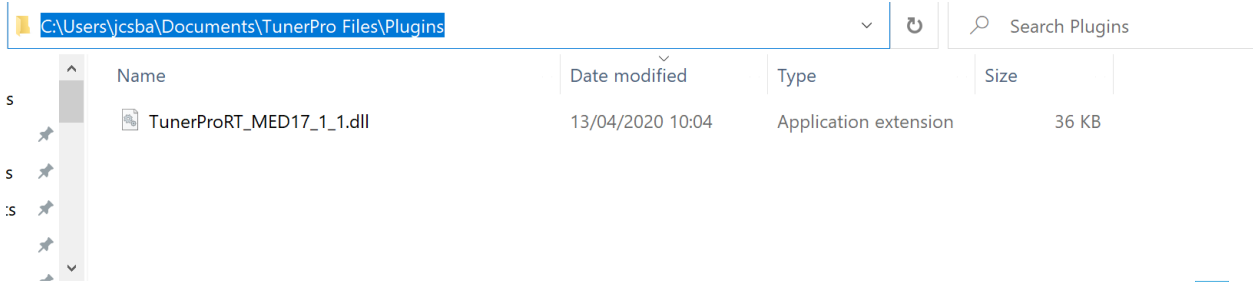 C:\Users\jcsba\Documents\TunerPro Files\Plugins
Search Plugins
Name Date modified Type Size
s
TunerProRT_MED17_1_1.dll 13/04/2020 10:04 Application extension 36 KB
s
:s